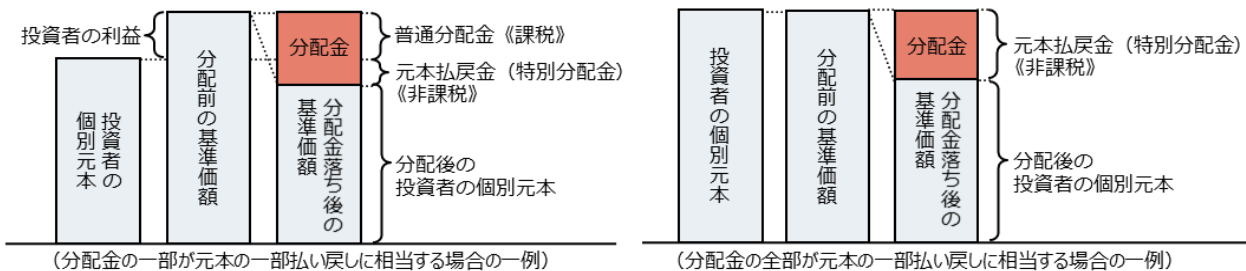 投資者の利益
投資者の
個別元本
分配前の基準価額
分配金
分配金落ち後の
基準価額
普通分配金《課税》
元本払戻金（特別分配金）
《非課税》
分配後の
投資者の個別元本
（分配金の一部が元本の一部払い戻しに相当する場合の一例）
投資者の個別元本
分配前の基準価額
分配金
分配金落ち後の
基準価額
元本払戻金（特別分配金）
《非課税》
分配後の
投資者の個別元本
（分配金の全部が元本の一部払い戻しに相当する場合の一例）